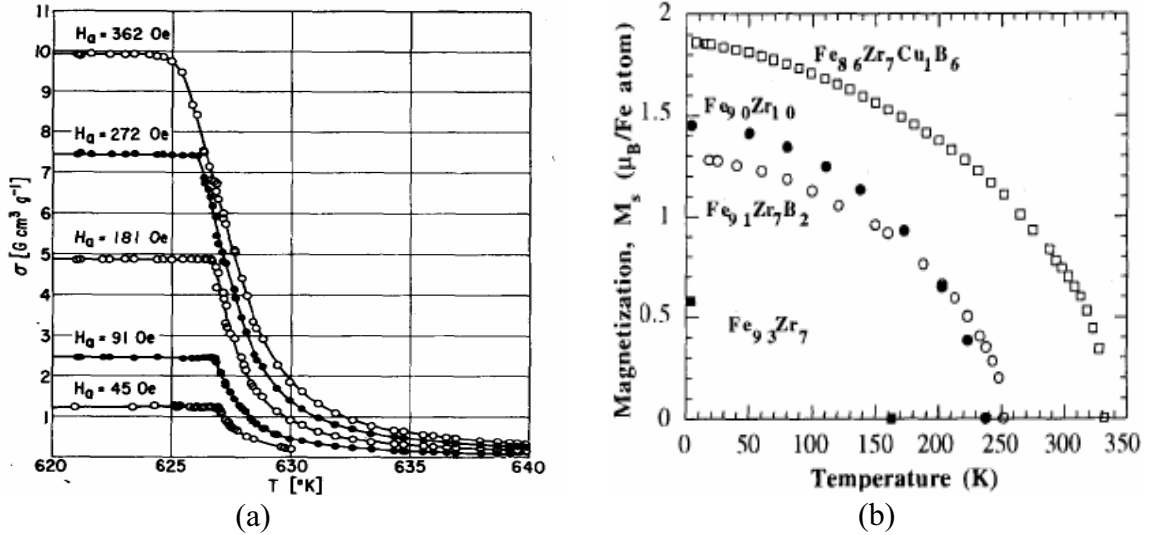 11
10
9
8
7
6
5
4
3
2
1
σ [G cm³ g⁻¹]
Hₐ = 362 Oe
Hₐ = 272 Oe
Hₐ = 181 Oe
Hₐ = 91 Oe
Hₐ = 45 Oe
620 625 630 635 640
T [°K]
(a)
2
1.5
1
0.5
0
Magnetization, Mₛ (μ_B/Fe atom)
Fe₈₆Zr₇Cu₁B₆
Fe₉₀Zr₁₀
Fe₉₁Zr₇B₂
Fe₉₃Zr₇
0 50 100 150 200 250 300 350
Temperature (K)
(b)